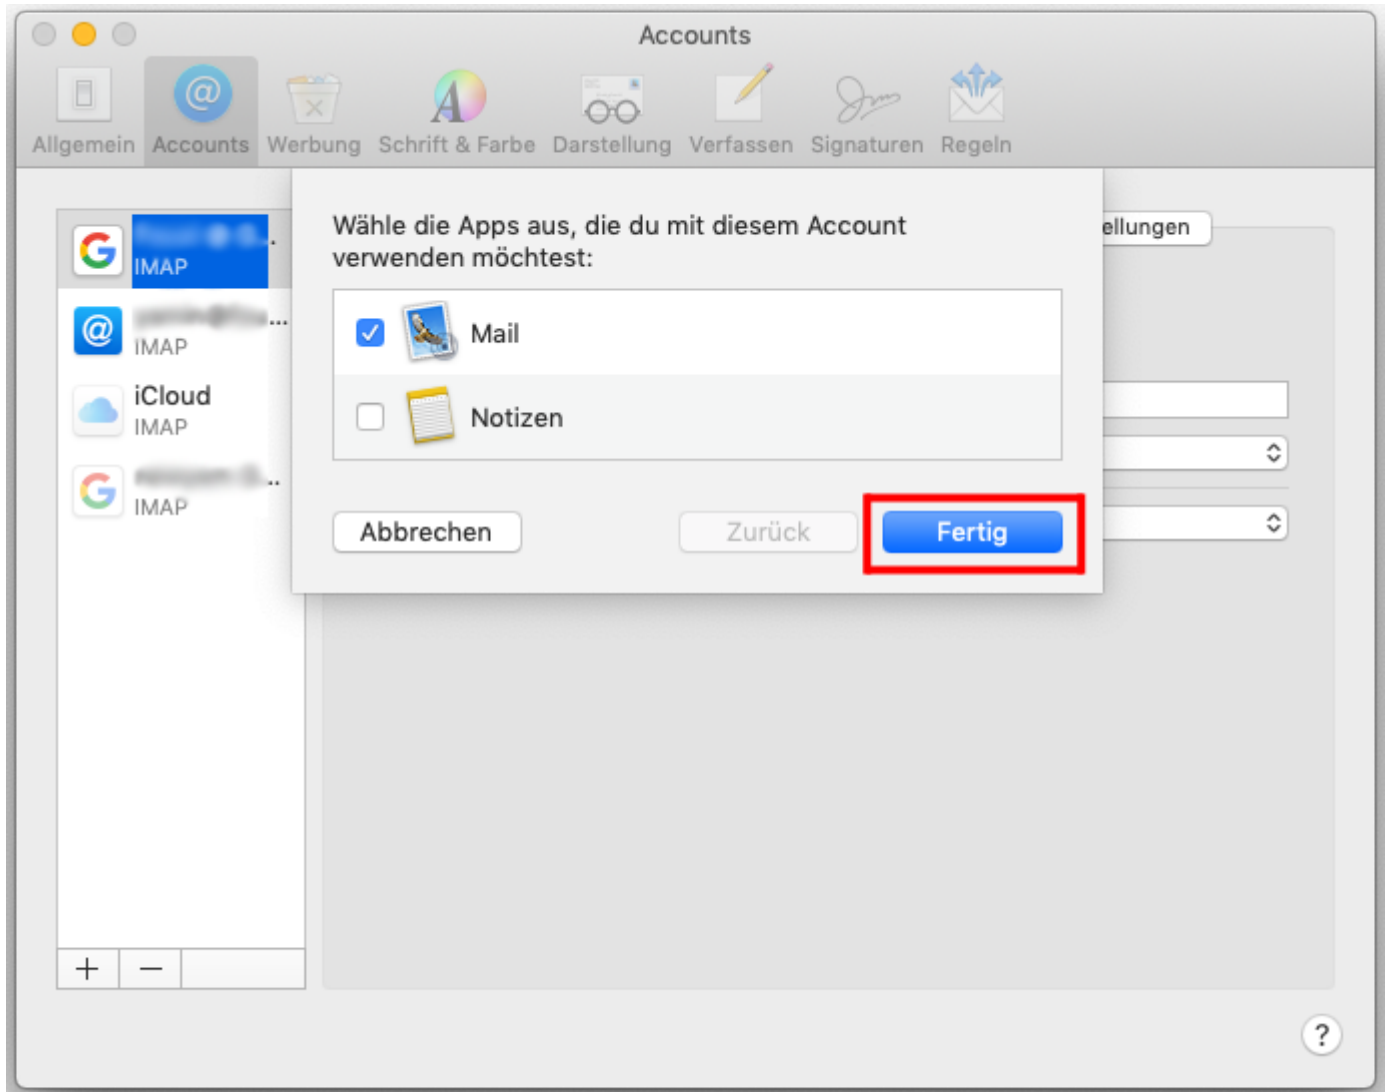 Accounts
Allgemein Accounts Werbung Schrift & Farbe Darstellung Verfassen Signaturen Regeln
IMAP
IMAP
iCloud
IMAP
IMAP
Wähle die Apps aus, die du mit diesem Account
verwenden möchtest:
Mail
Notizen
Abbrechen Zurück Fertig
ellungen
+ −
?